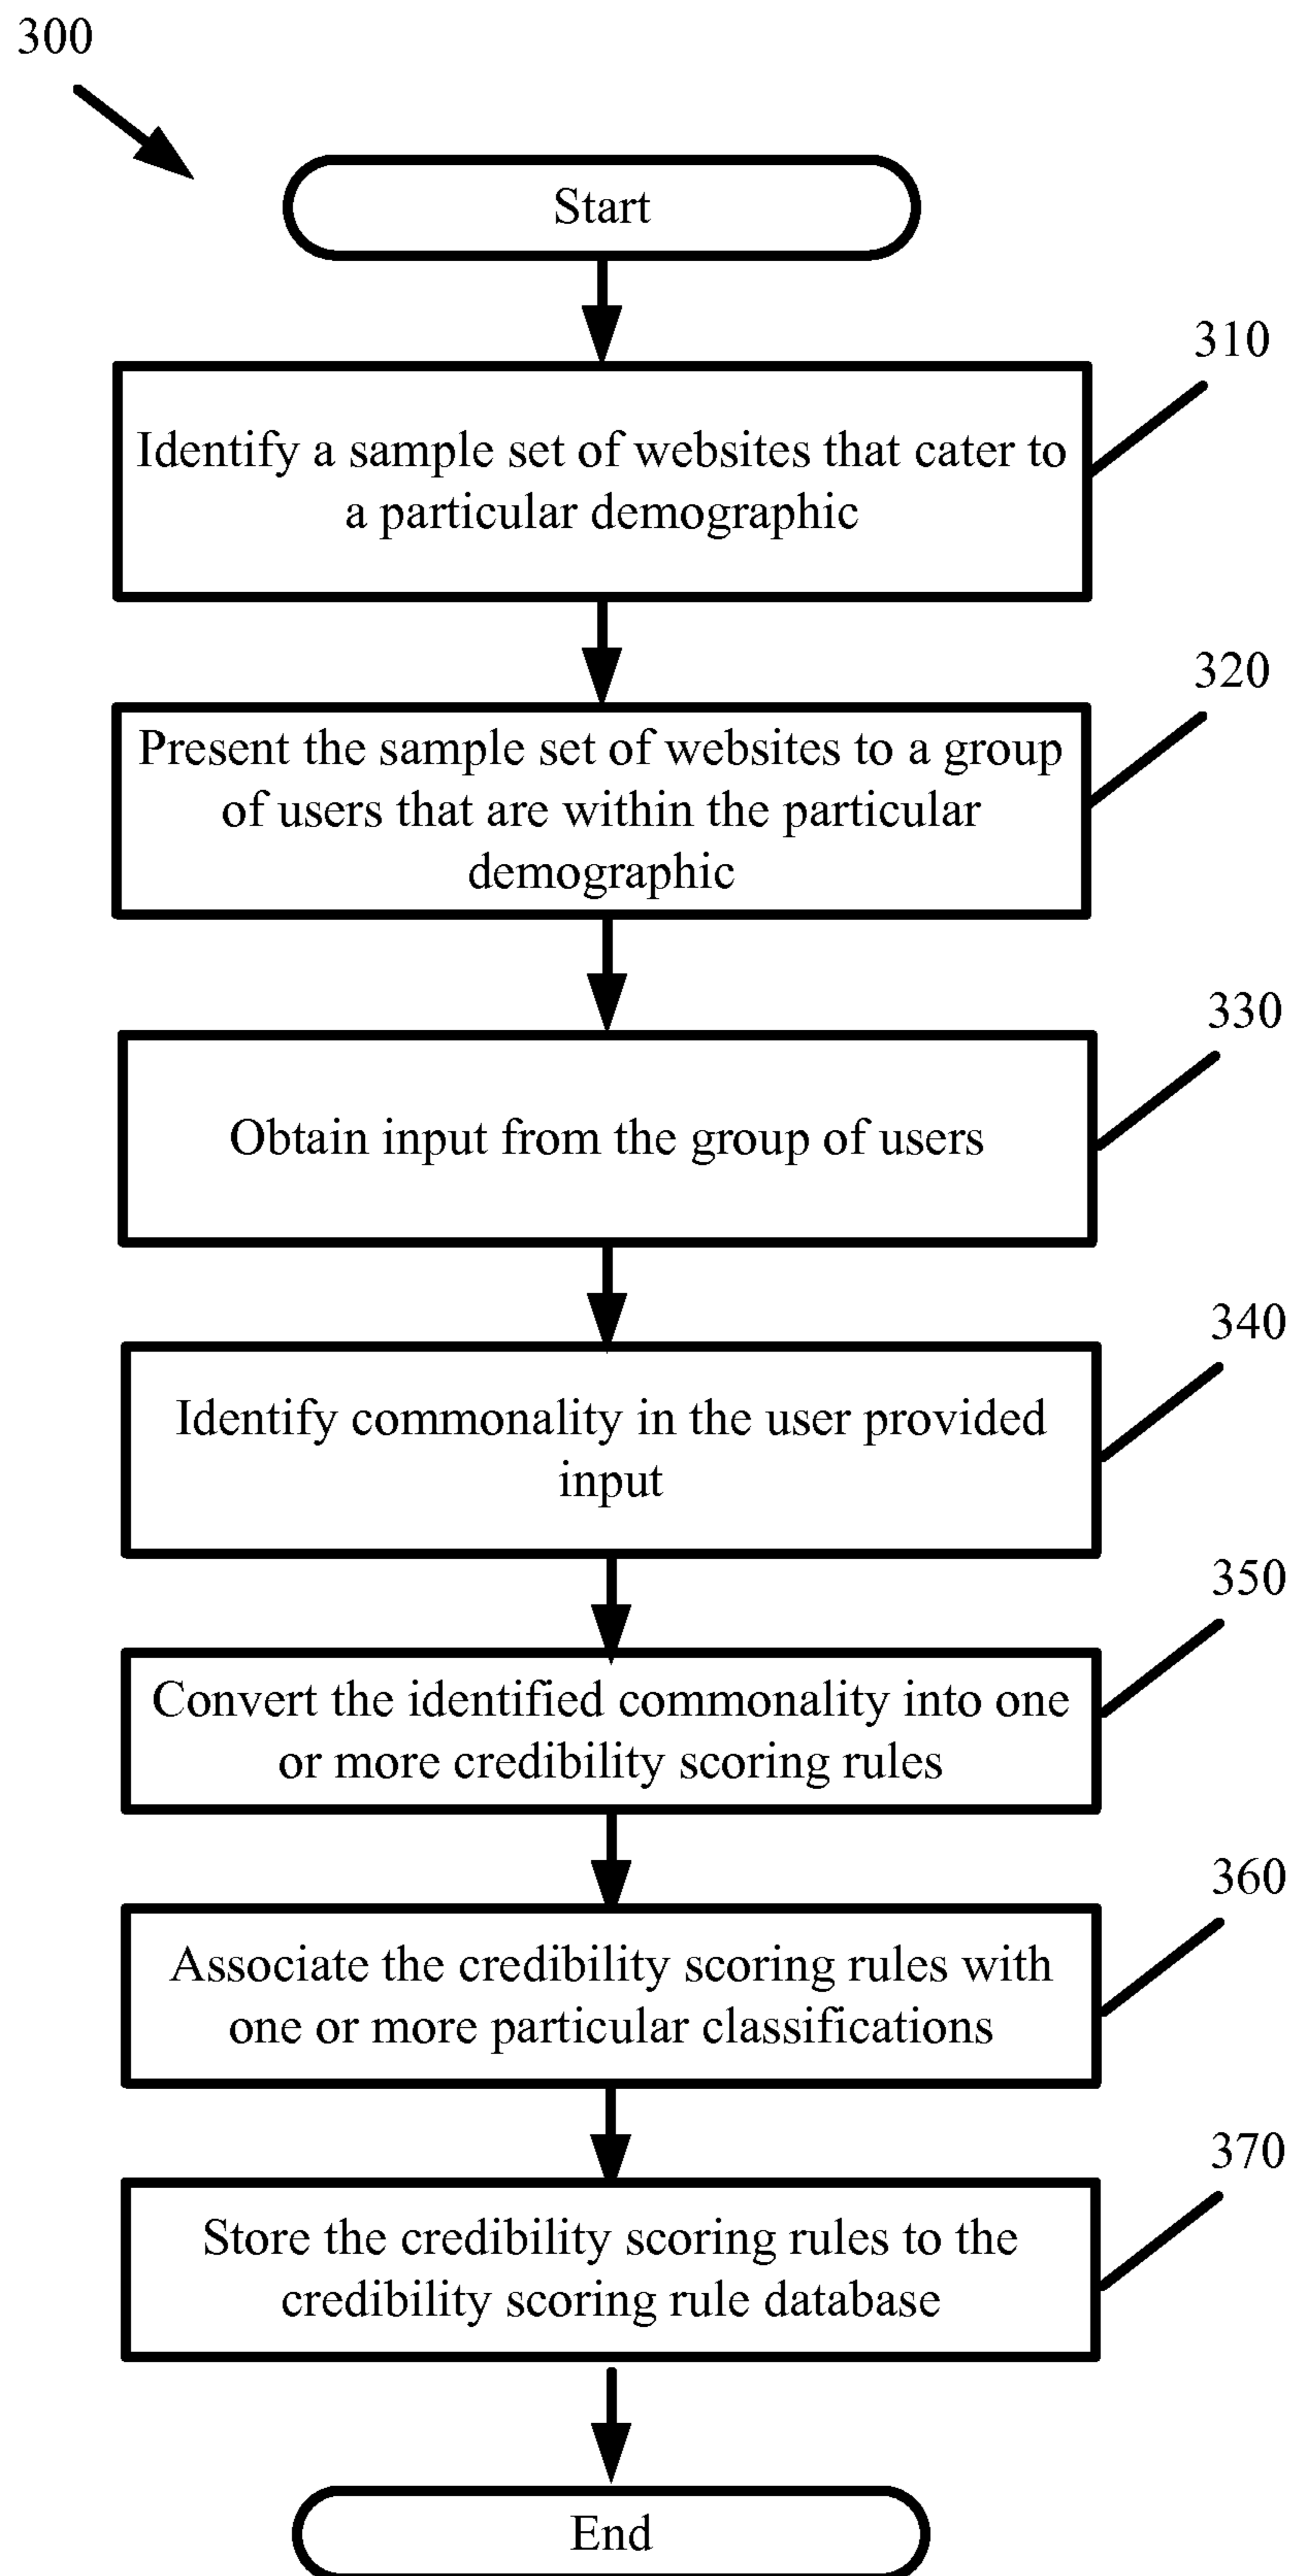 300
Start
310
Identify a sample set of websites that cater to
a particular demographic
320
Present the sample set of websites to a group
of users that are within the particular
demographic
330
Obtain input from the group of users
340
Identify commonality in the user provided
input
350
Convert the identified commonality into one
or more credibility scoring rules
360
Associate the credibility scoring rules with
one or more particular classifications
370
Store the credibility scoring rules to the
credibility scoring rule database
End